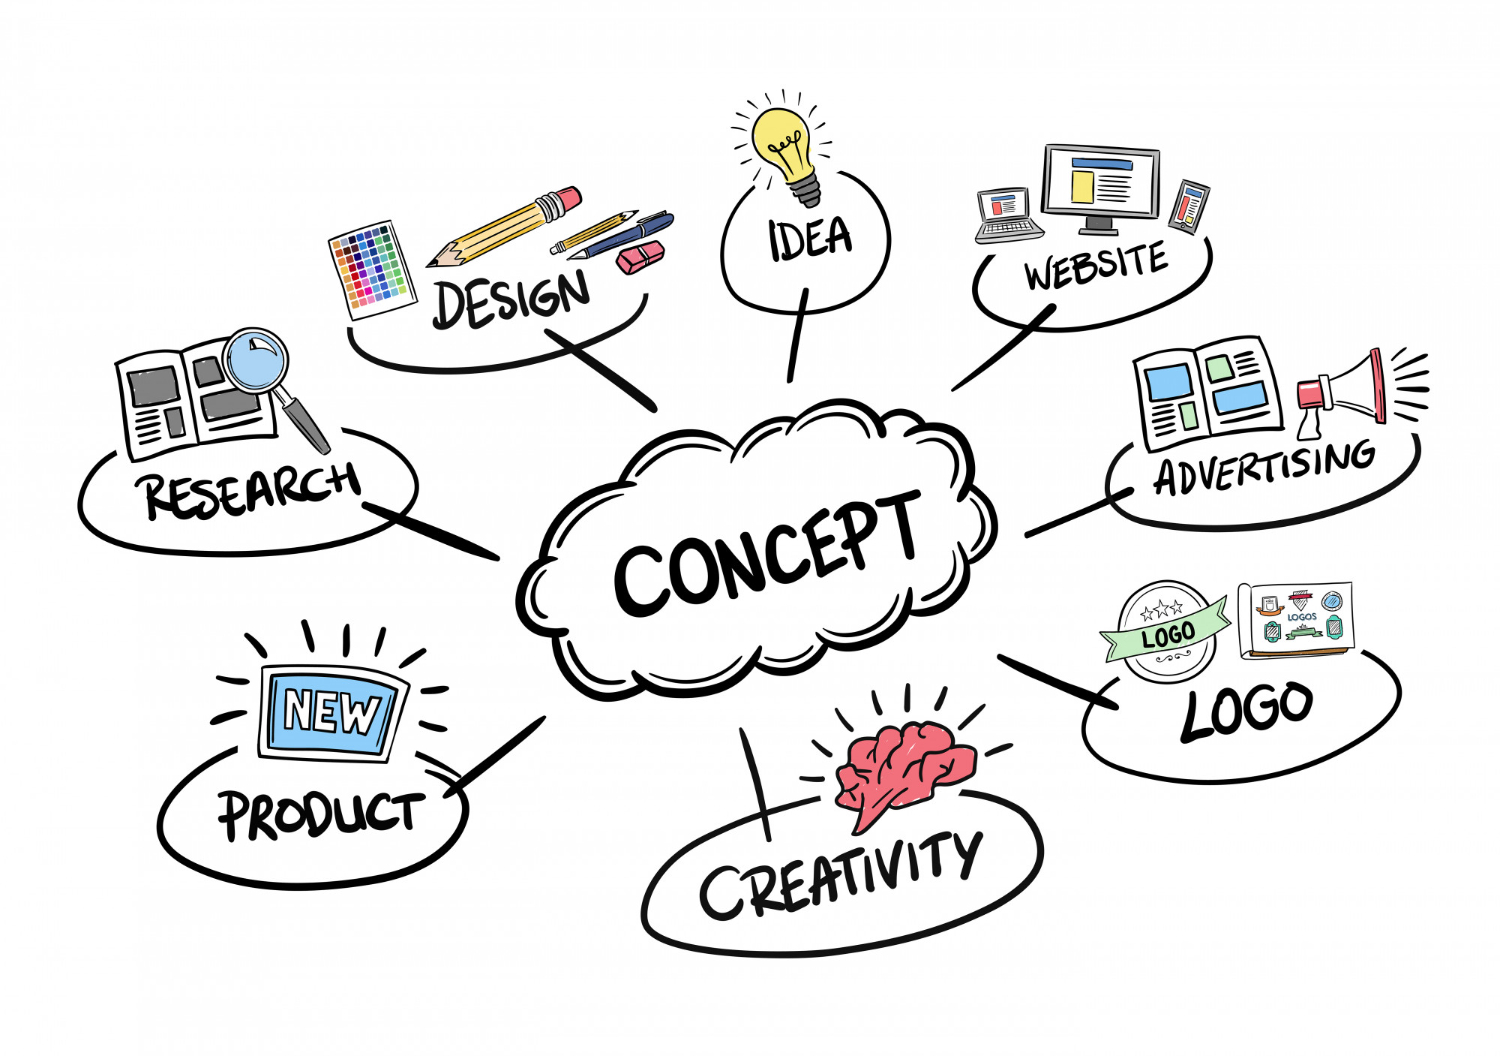 IDEA
WEBSITE
DESIGN
ADVERTISING
RESEARCH
CONCEPT
LOGO
LOGOS
LOGO
NEW
PRODUCT
CREATIVITY